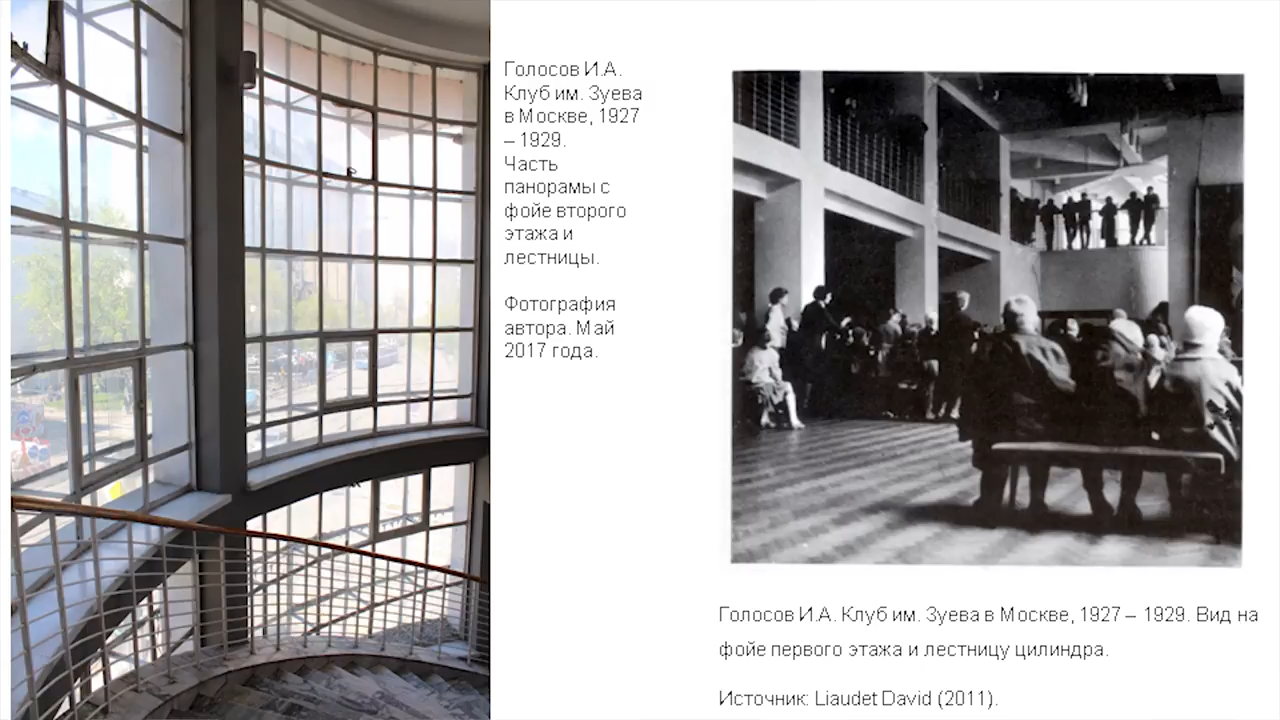 Голосов И.А.
Клуб им. Зуева
в Москве, 1927
– 1929.
Часть
панорамы с
фойе второго
этажа и
лестницы.
Фотография
автора. Май
2017 года.
Голосов И.А. Клуб им. Зуева в Москве, 1927 – 1929. Вид на
фойе первого этажа и лестницу цилиндра.
Источник: Liaudet David (2011).